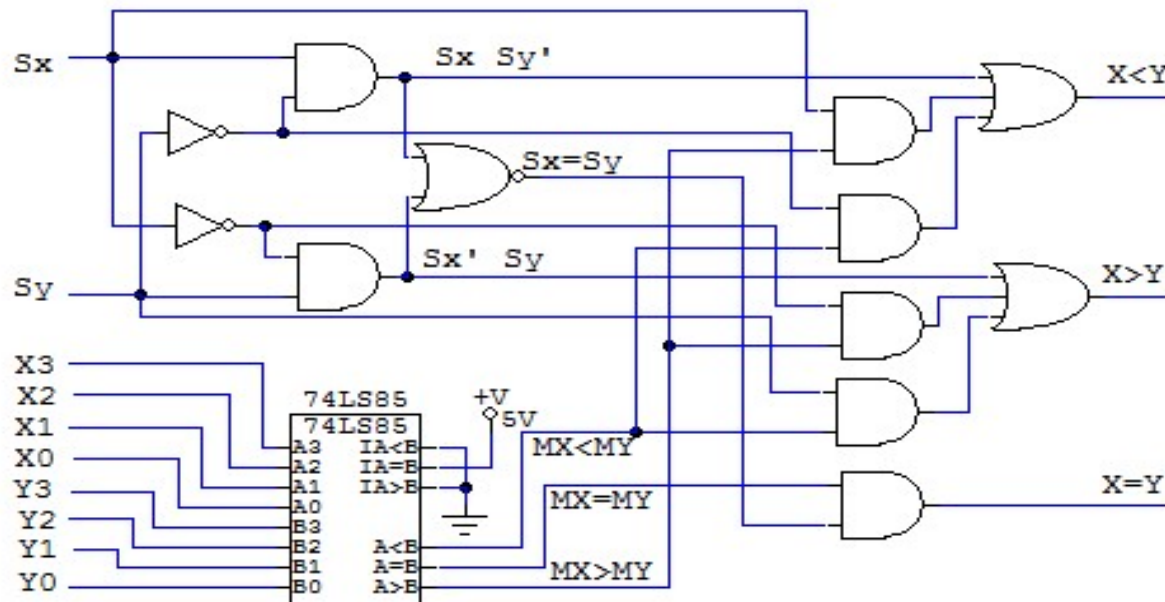 Sx
Sx Sy'
X<Y
Sx=Sy
Sx' Sy
Sy
X>Y
X3
X2
X1
X0
Y3
Y2
Y1
Y0
74LS85
74LS85
+V
5V
A3
A2
A1
A0
B3
B2
B1
B0
IA<B
IA=B
IA>B
A<B
A=B
A>B
MX<MY
MX=MY
MX>MY
X=Y